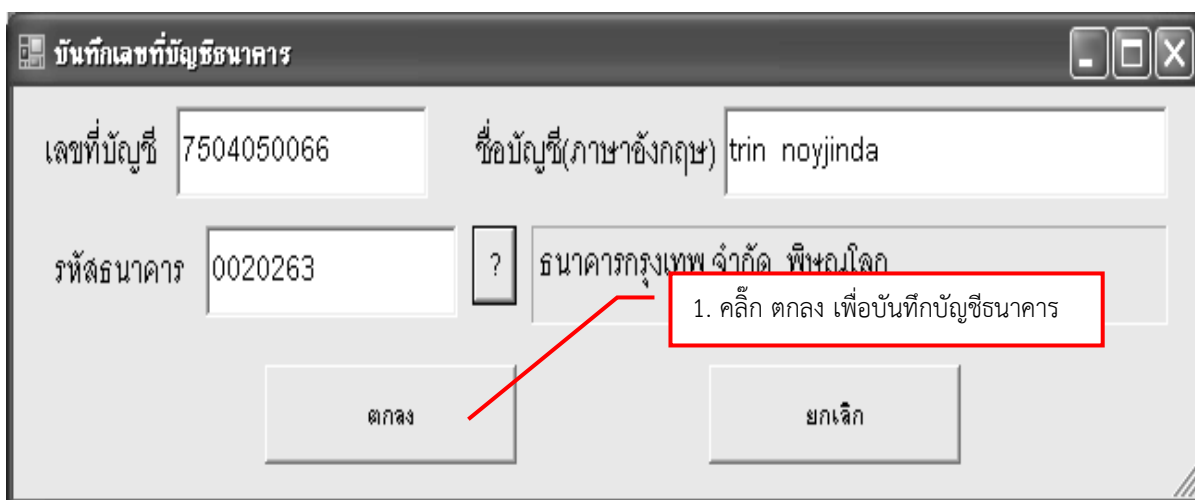 บันทึกเลขที่บัญชีธนาคาร
เลขที่บัญชี 7504050066 ชื่อบัญชี(ภาษาอังกฤษ) trin noyjinda
รหัสธนาคาร 0020263 ? ธนาคารกรุงเทพ จำกัด พิษณุโลก
1. คลิ๊ก ตกลง เพื่อบันทึกบัญชีธนาคาร
ตกลง ยกเลิก